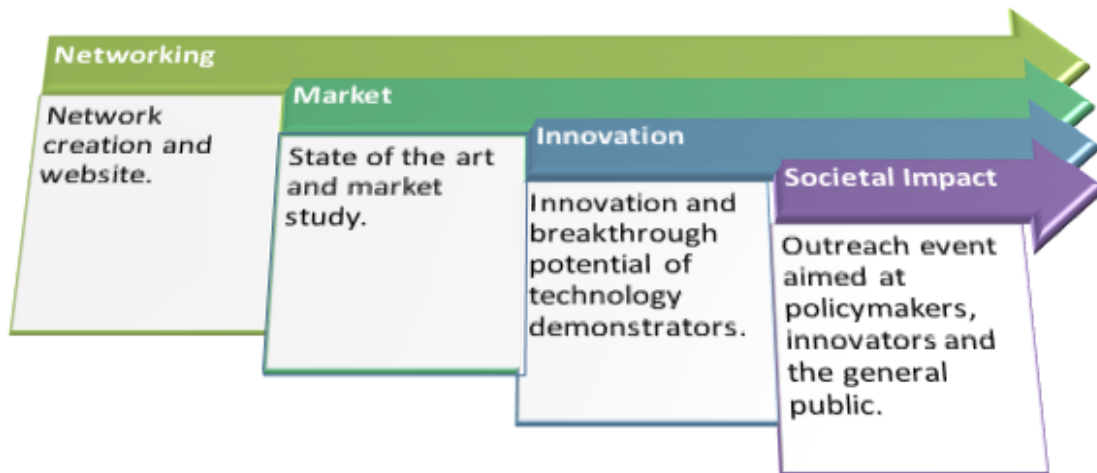 Networking
Network
creation and
website.
Market
State of the art
and market
study.
Innovation
Innovation and
breakthrough
potential of
technology
demonstrators.
Societal Impact
Outreach event
aimed at
policymakers,
innovators and
the general
public.